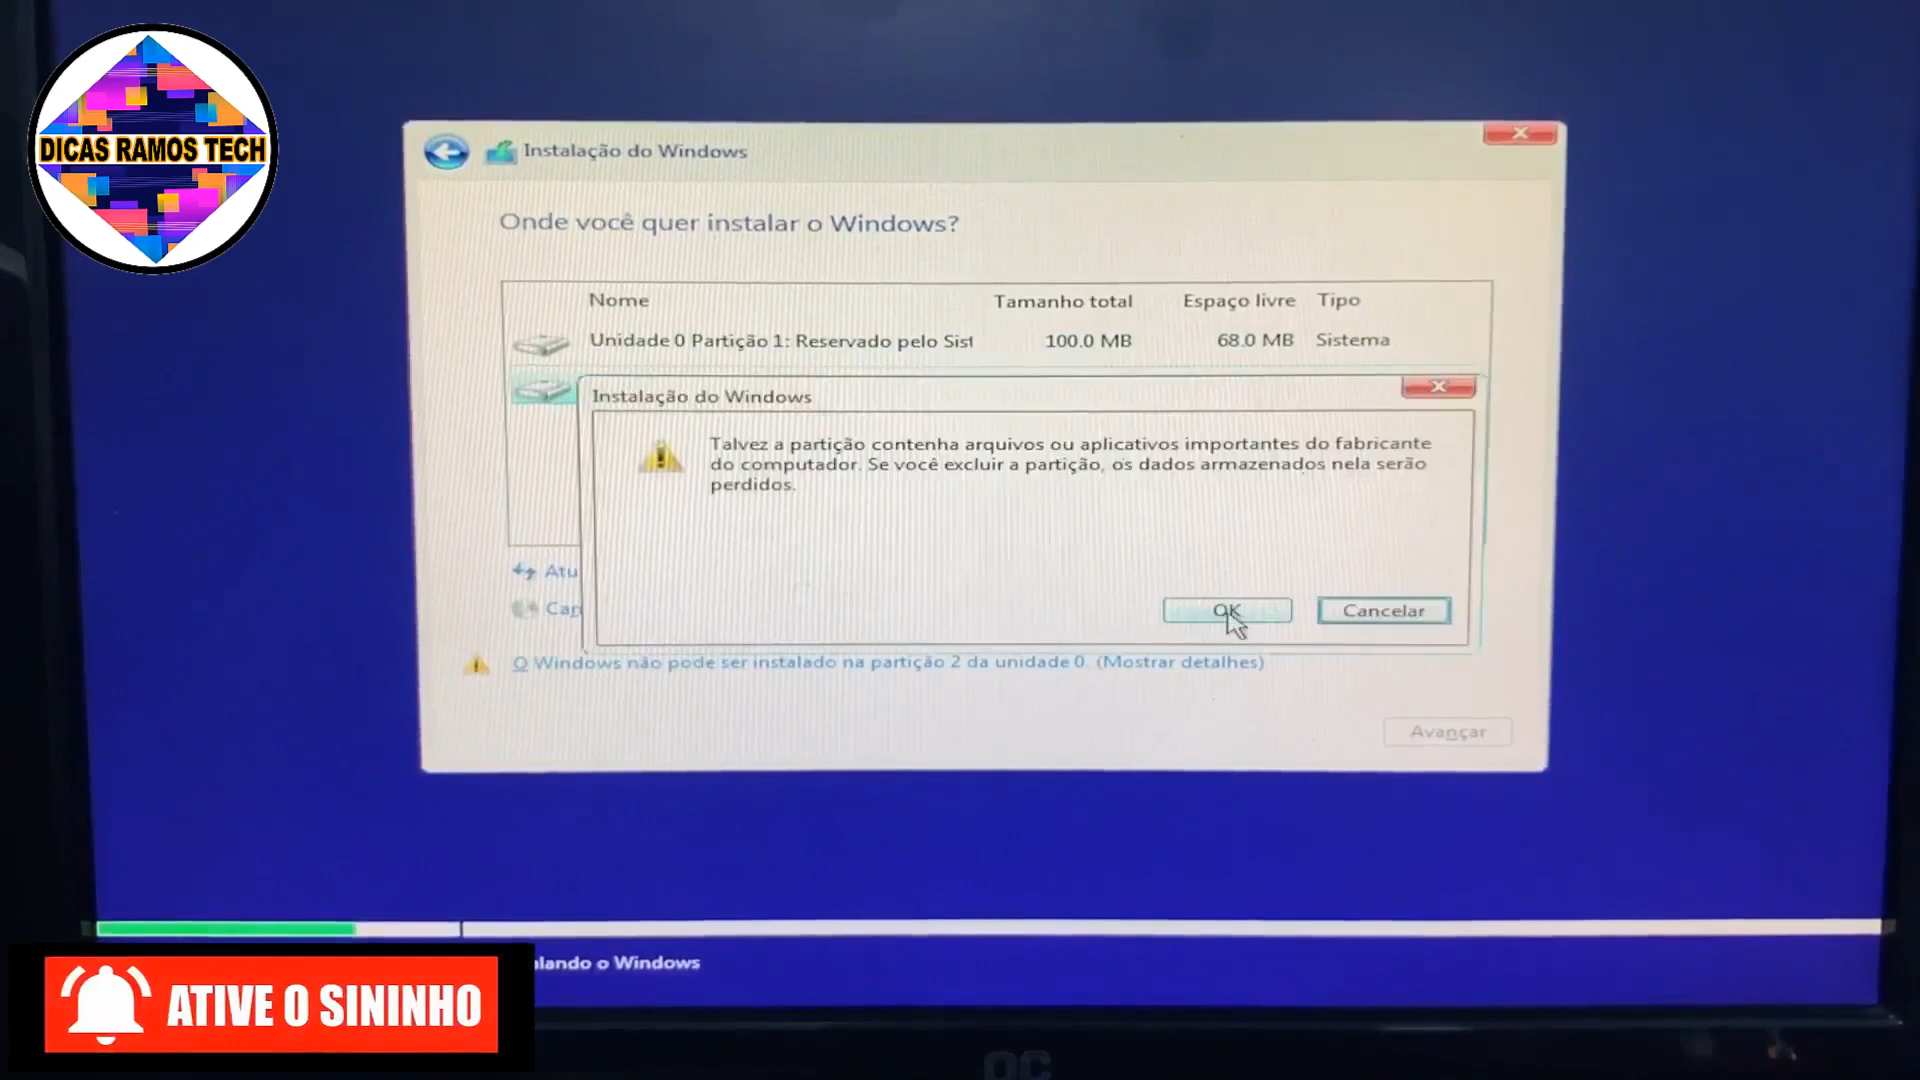 DICAS RAMOS TECH
Instalação do Windows
Onde você quer instalar o Windows?
Nome Tamanho total Espaço livre Tipo
Unidade 0 Partição 1: Reservado pelo Sist 100.0 MB 68.0 MB Sistema
Instalação do Windows
Talvez a partição contenha arquivos ou aplicativos importantes do fabricante
do computador. Se você excluir a partição, os dados armazenados nela serão
perdidos.
Atu
Car
OK Cancelar
O Windows não pode ser instalado na partição 2 da unidade 0. (Mostrar detalhes)
Avançar
lando o Windows
ATIVE O SININHO